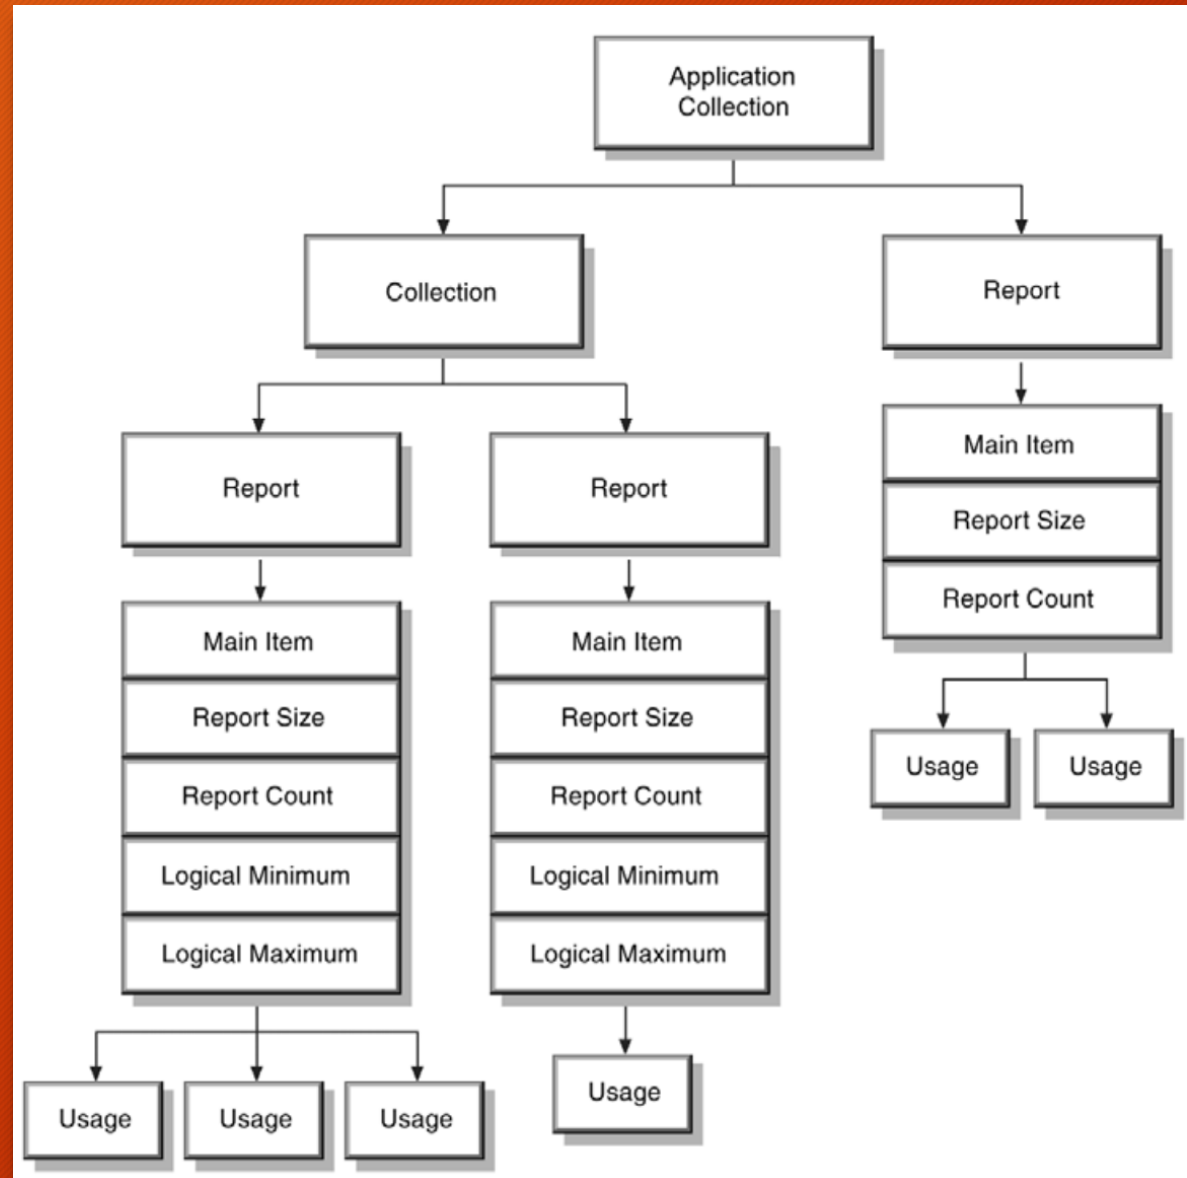 Application
Collection
Collection
Report
Report
Report
Main Item
Report Size
Report Count
Main Item
Report Size
Report Count
Logical Minimum
Logical Maximum
Main Item
Report Size
Report Count
Logical Minimum
Logical Maximum
Usage
Usage
Usage
Usage
Usage
Usage